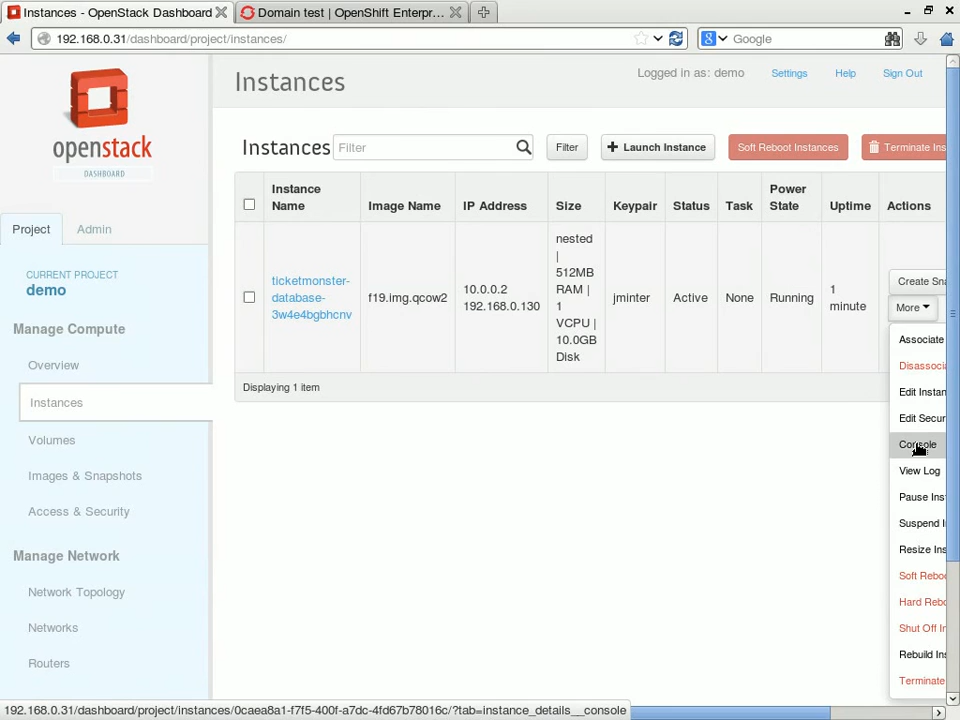 Instances - OpenStack Dashboard
Domain test | OpenShift Enterpr...
192.168.0.31/dashboard/project/instances/
Google
openstack
DASHBOARD
Instances
Logged in as: demo
Settings
Help
Sign Out
Instances
Filter
Filter
Launch Instance
Soft Reboot Instances
Terminate Ins
Project
Admin
CURRENT PROJECT
demo
Manage Compute
Overview
Instances
Volumes
Images & Snapshots
Access & Security
Manage Network
Network Topology
Networks
Routers
Instance Name
Image Name
IP Address
Size
Keypair
Status
Task
Power State
Uptime
Actions
ticketmonster-
database-
3w4e4bgbhcnv
f19.img.qcow2
10.0.0.2
192.168.0.130
nested
|
512MB
RAM |
1
VCPU |
10.0GB
Disk
jminter
Active
None
Running
1
minute
Create Sna
More
Displaying 1 item
Associate
Disassocia
Edit Instan
Edit Secur
Console
View Log
Pause Inst
Suspend I
Resize Ins
Soft Reboo
Hard Rebo
Shut Off In
Rebuild Ins
Terminate
192.168.0.31/dashboard/project/instances/0caea8a1-f7f5-400f-a7dc-4fd67b78016c/?tab=instance_details__console